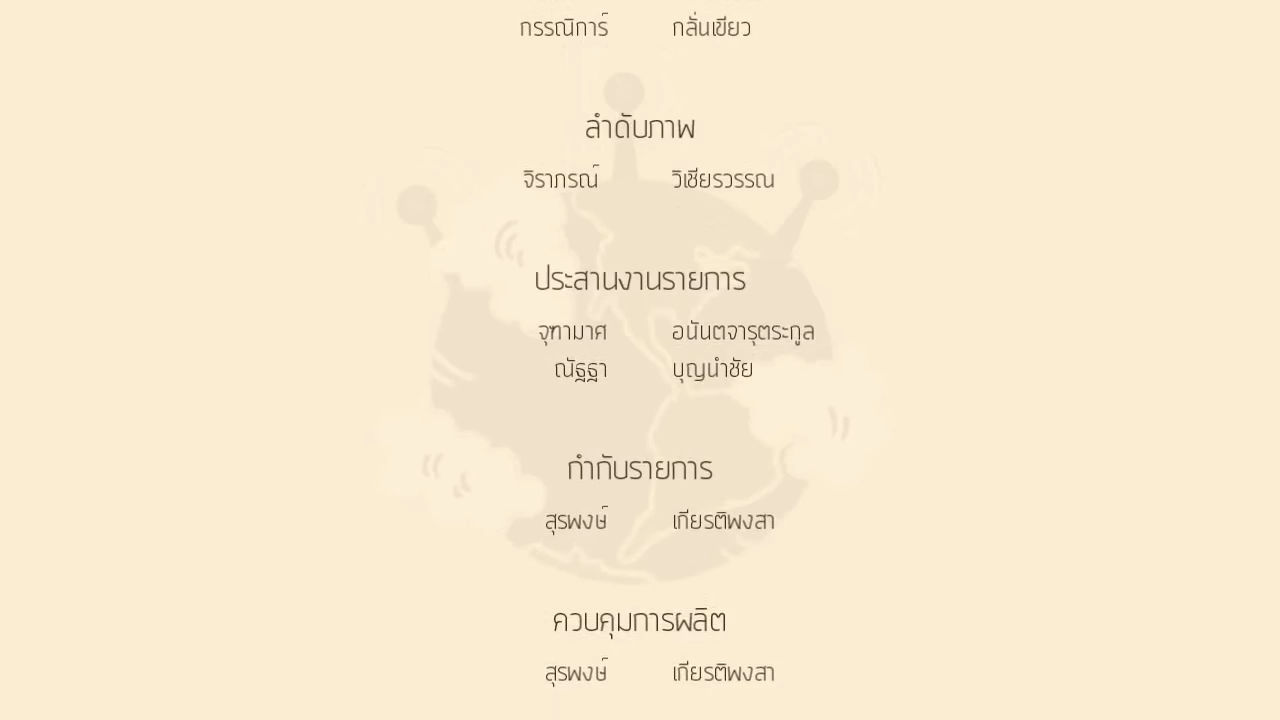 กรรณิการ์ กลั่นเขียว
ลำดับภาพ
จิราภรณ์ วิเชียรวรรณ
ประสานงานรายการ
จุฑามาศ อนันตจารุตระกูล
ณัฐฐา บุญนำชัย
กำกับรายการ
สุรพงษ์ เกียรติพงสา
ควบคุมการผลิต
สุรพงษ์ เกียรติพงสา